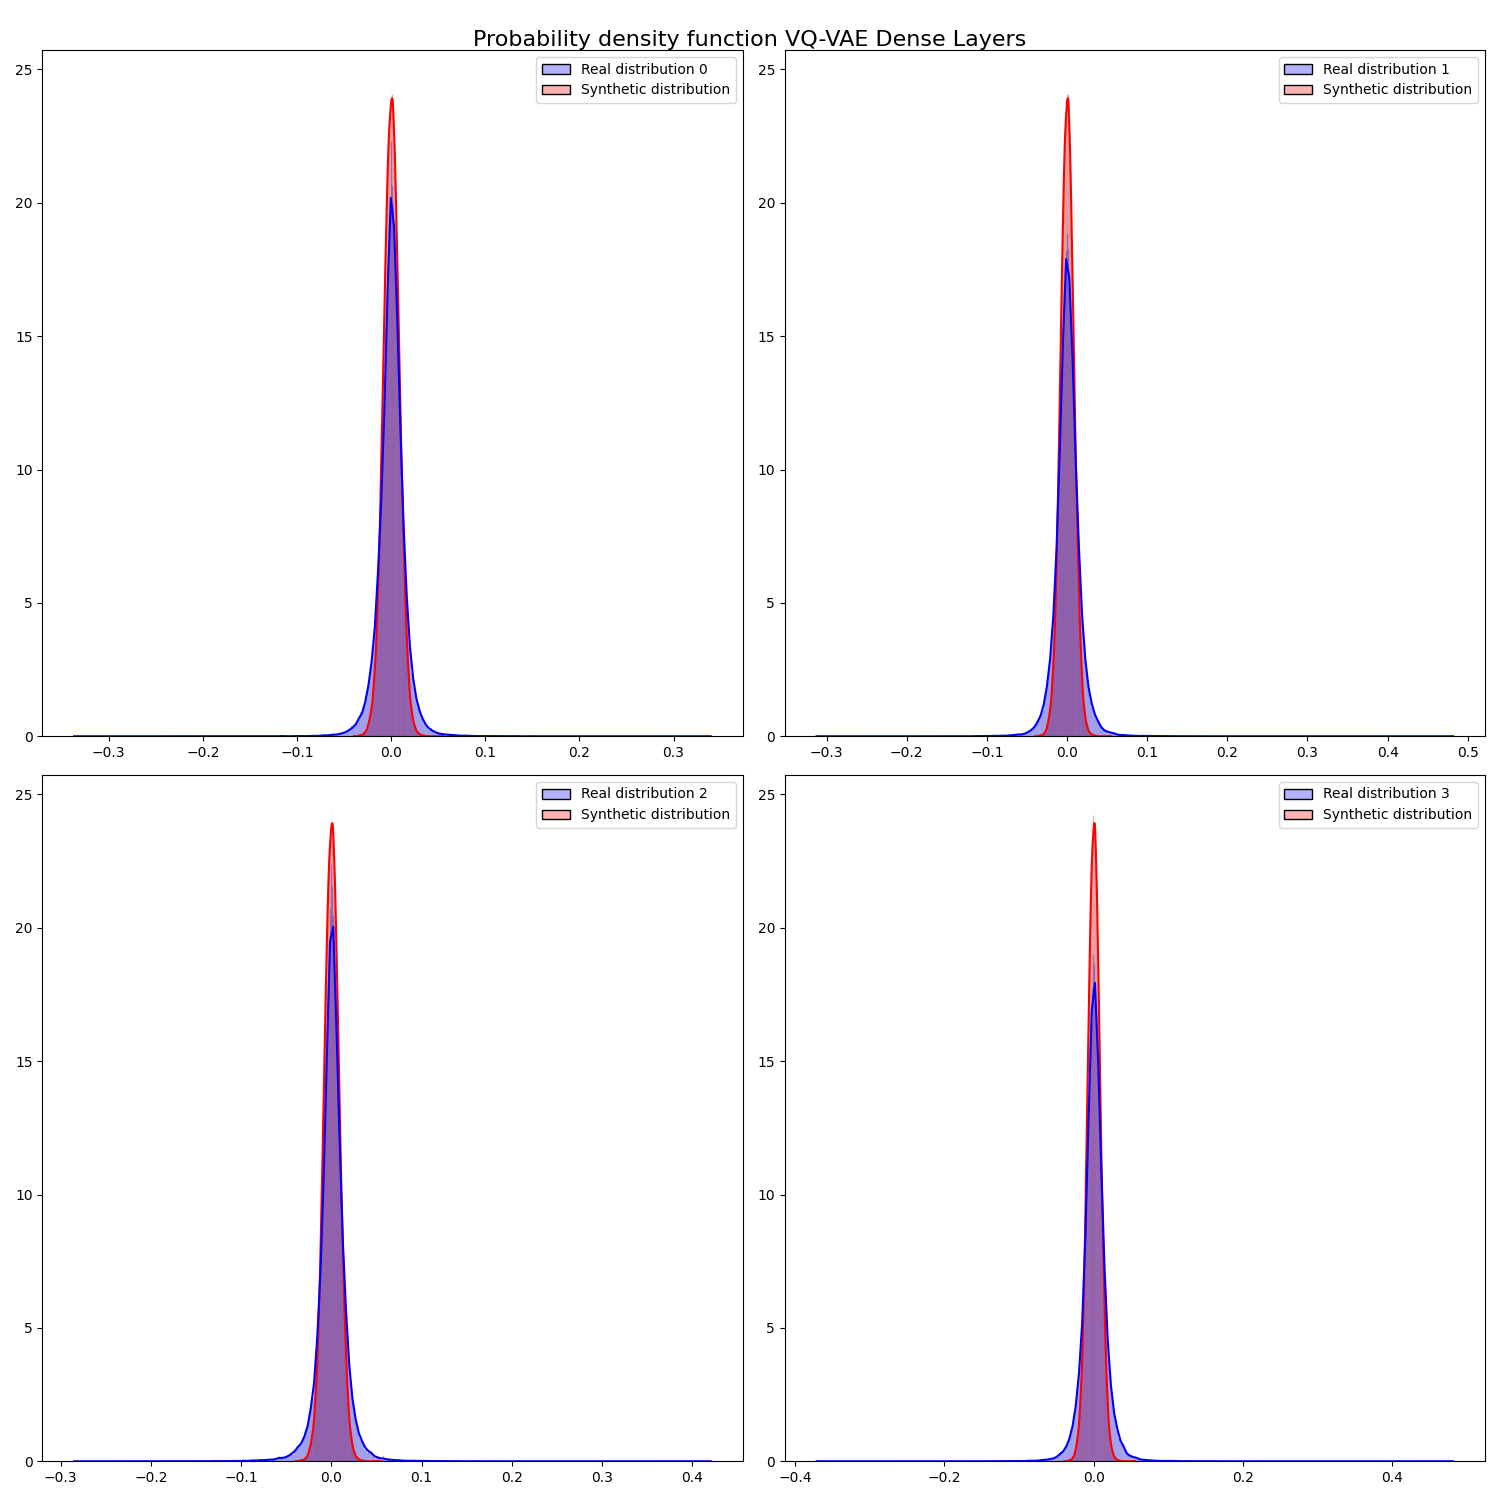 Probability density function VQ-VAE Dense Layers
Real distribution 0
Synthetic distribution
25
20
15
10
5
0
−0.3 −0.2 −0.1 0.0 0.1 0.2 0.3
Real distribution 1
Synthetic distribution
25
20
15
10
5
0
−0.3 −0.2 −0.1 0.0 0.1 0.2 0.3 0.4 0.5
Real distribution 2
Synthetic distribution
25
20
15
10
5
0
−0.3 −0.2 −0.1 0.0 0.1 0.2 0.3 0.4
Real distribution 3
Synthetic distribution
25
20
15
10
5
0
−0.4 −0.2 0.0 0.2 0.4